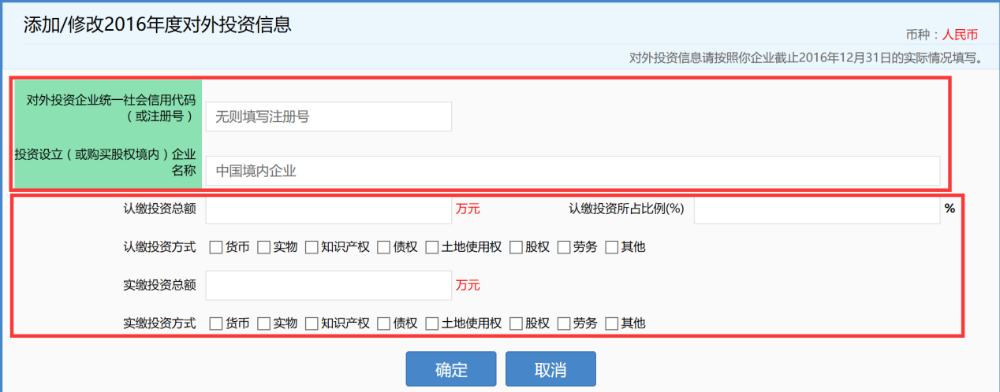 添加/修改2016年度对外投资信息
币种：人民币
对外投资信息请按照你企业截止2016年12月31日的实际情况填写。
对外投资企业统一社会信用代码
（或注册号）
无则填写注册号
投资设立（或购买股权境内）企业
名称
中国境内企业
认缴投资总额 万元 认缴投资所占比例(%) %
认缴投资方式 货币 实物 知识产权 债权 土地使用权 股权 劳务 其他
实缴投资总额 万元
实缴投资方式 货币 实物 知识产权 债权 土地使用权 股权 劳务 其他
确定 取消